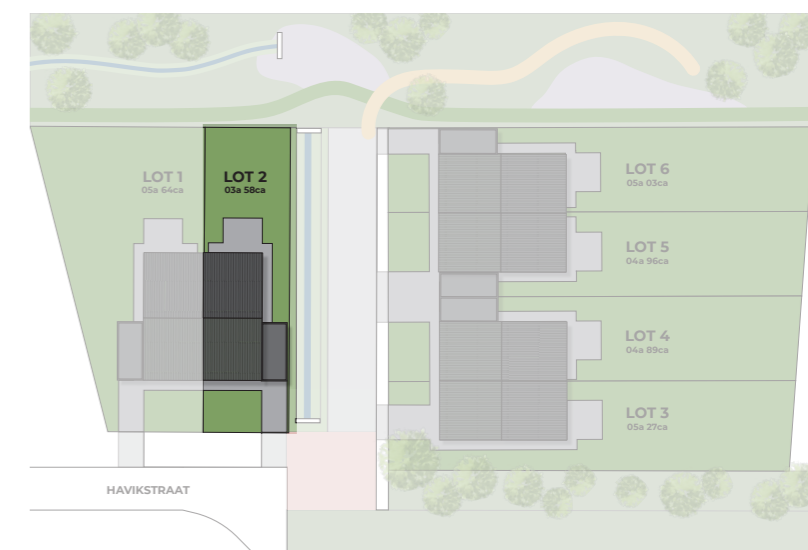 LOT 1
05a 64ca
LOT 2
03a 58ca
LOT 6
05a 03ca
LOT 5
04a 96ca
LOT 4
04a 89ca
LOT 3
05a 27ca
HAVIKSTRAAT